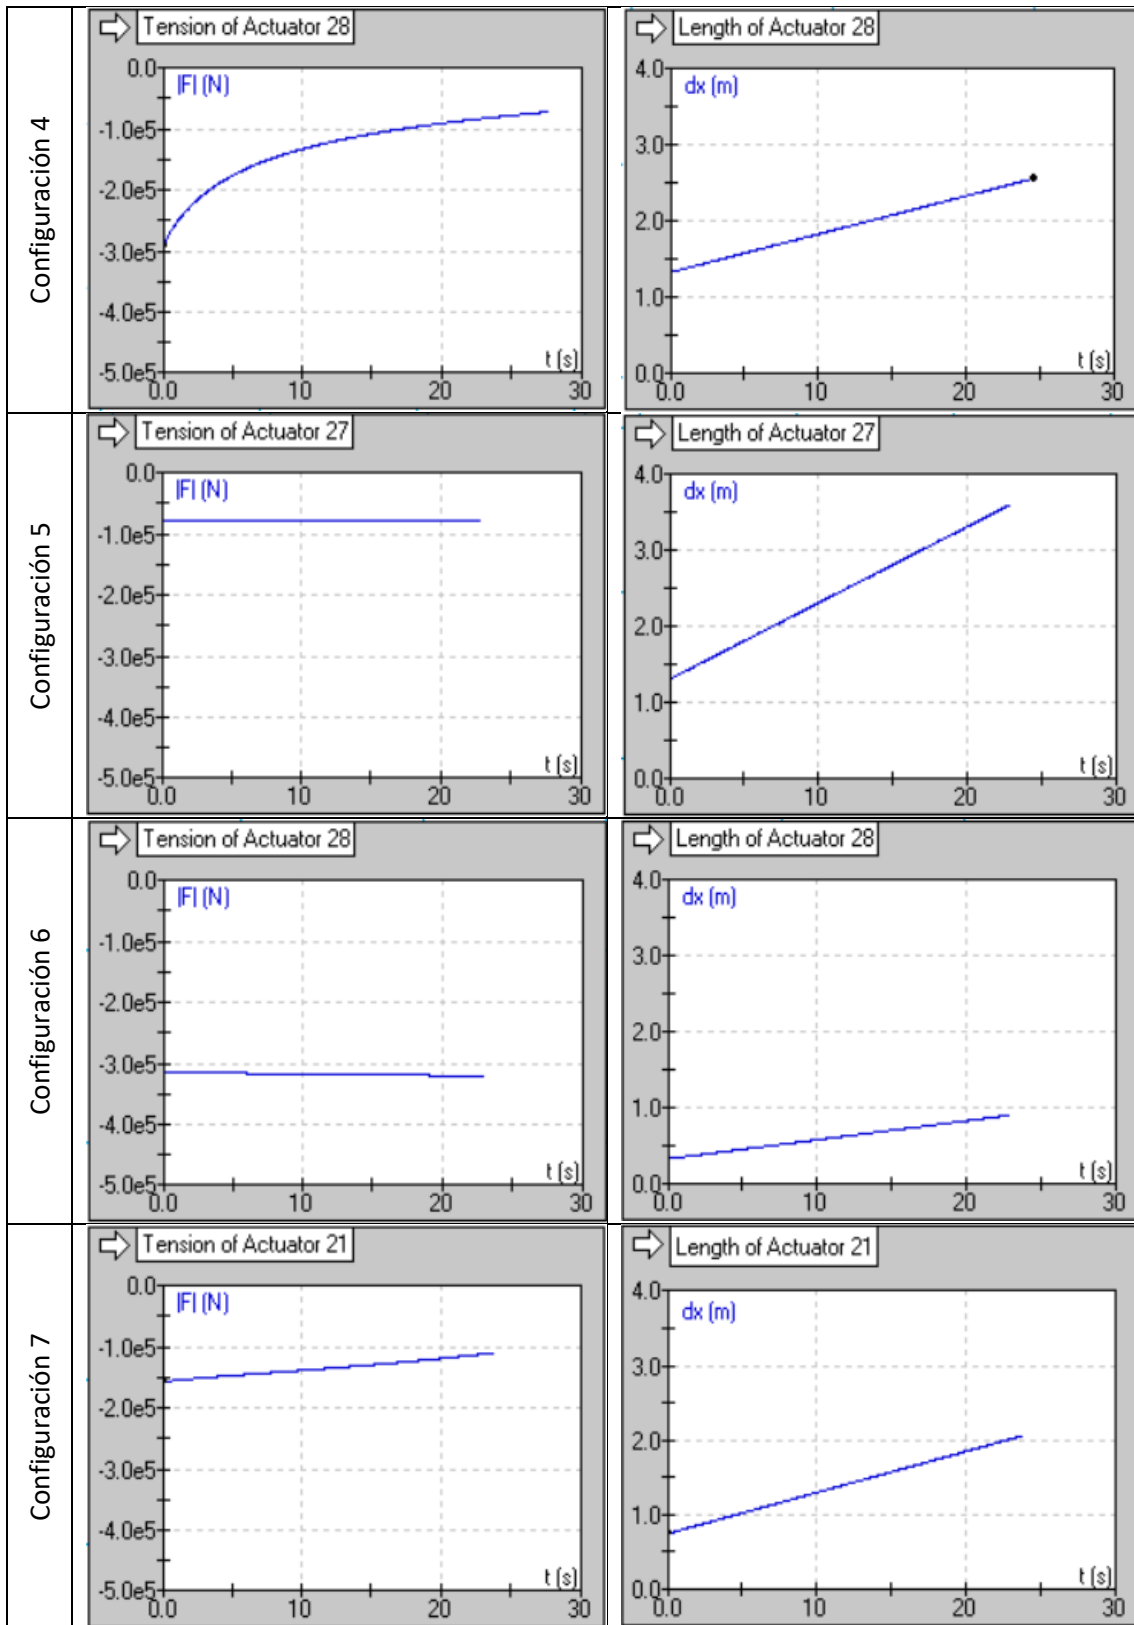 Configuración 4
Tension of Actuator 28
|F| (N)
0.0
-1.0e5
-2.0e5
-3.0e5
-4.0e5
-5.0e5
0.0
10
20
30
t (s)
Length of Actuator 28
dx (m)
4.0
3.0
2.0
1.0
0.0
0.0
10
20
30
t (s)
Configuración 5
Tension of Actuator 27
|F| (N)
0.0
-1.0e5
-2.0e5
-3.0e5
-4.0e5
-5.0e5
0.0
10
20
30
t (s)
Length of Actuator 27
dx (m)
4.0
3.0
2.0
1.0
0.0
0.0
10
20
30
t (s)
Configuración 6
Tension of Actuator 28
|F| (N)
0.0
-1.0e5
-2.0e5
-3.0e5
-4.0e5
-5.0e5
0.0
10
20
30
t (s)
Length of Actuator 28
dx (m)
4.0
3.0
2.0
1.0
0.0
0.0
10
20
30
t (s)
Configuración 7
Tension of Actuator 21
|F| (N)
0.0
-1.0e5
-2.0e5
-3.0e5
-4.0e5
-5.0e5
0.0
10
20
30
t (s)
Length of Actuator 21
dx (m)
4.0
3.0
2.0
1.0
0.0
0.0
10
20
30
t (s)